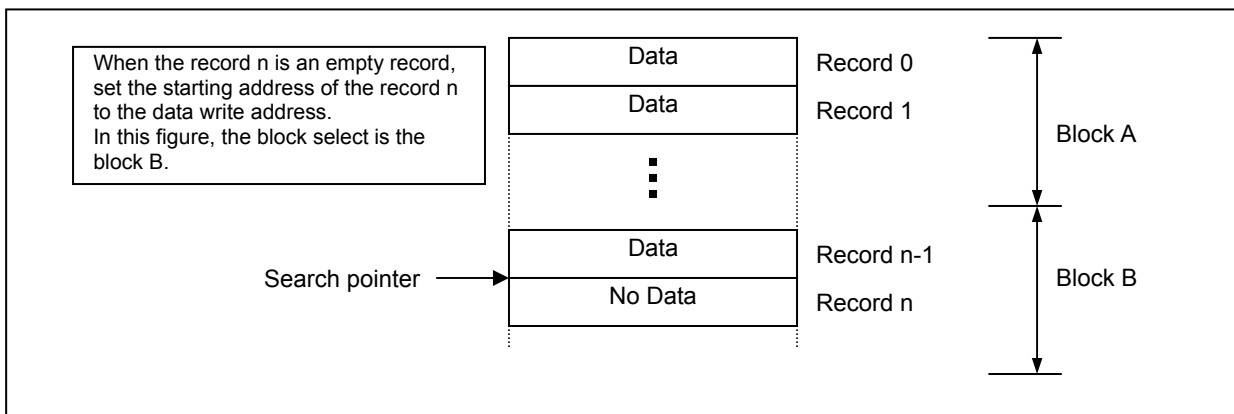 When the record n is an empty record,
set the starting address of the record n
to the data write address.
In this figure, the block select is the
block B.
Data
Record 0
Data
Record 1
Block A
Data
Record n-1
Search pointer
No Data
Record n
Block B